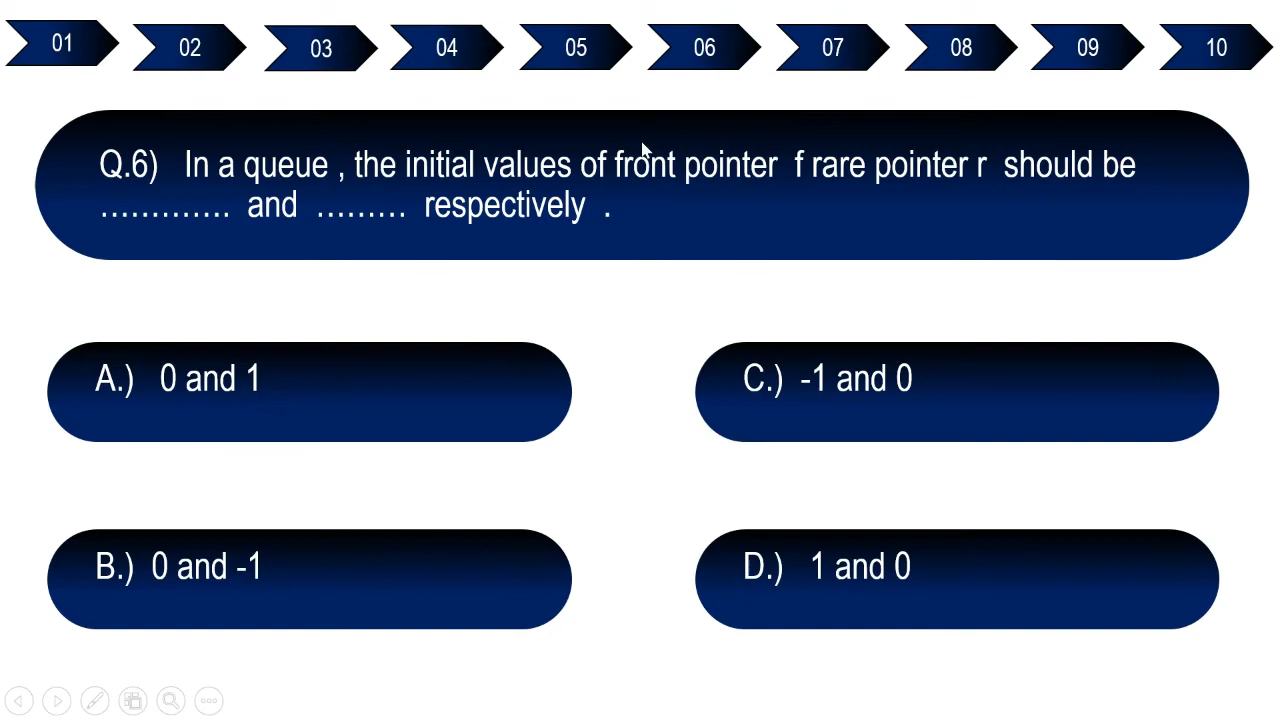 01 02 03 04 05 06 07 08 09 10
Q.6) In a queue , the initial values of front pointer f rare pointer r should be
............. and ......... respectively .
A.) 0 and 1
C.) -1 and 0
B.) 0 and -1
D.) 1 and 0